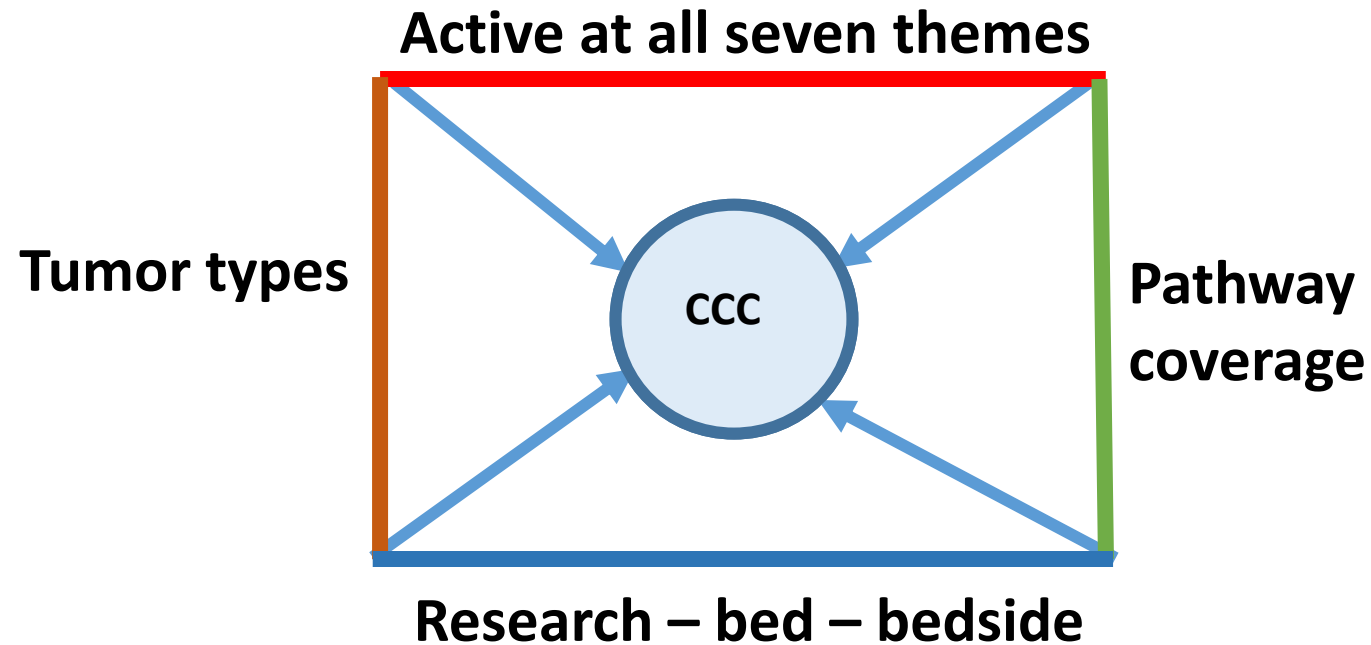 Active at all seven themes
Tumor types
CCC
Pathway
coverage
Research – bed – bedside